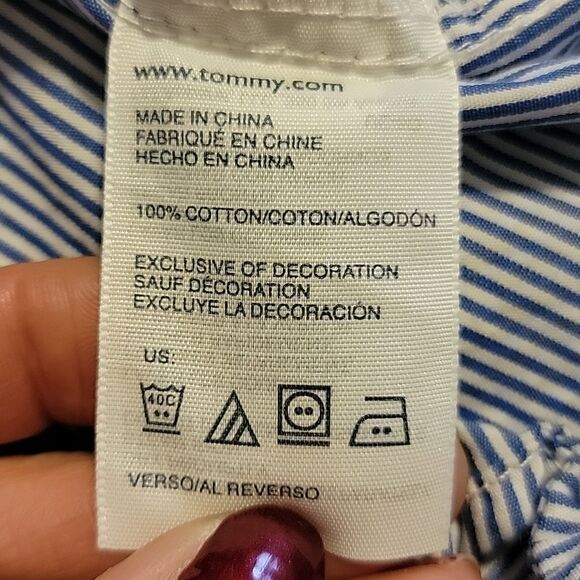 www.tommy.com
MADE IN CHINA
FABRIQUÉ EN CHINE
HECHO EN CHINA
100% COTTON/COTON/ALGODÓN
EXCLUSIVE OF DECORATION
SAUF DÉCORATION
EXCLUYE LA DECORACIÓN
US:
40C
VERSO/AL REVERSO